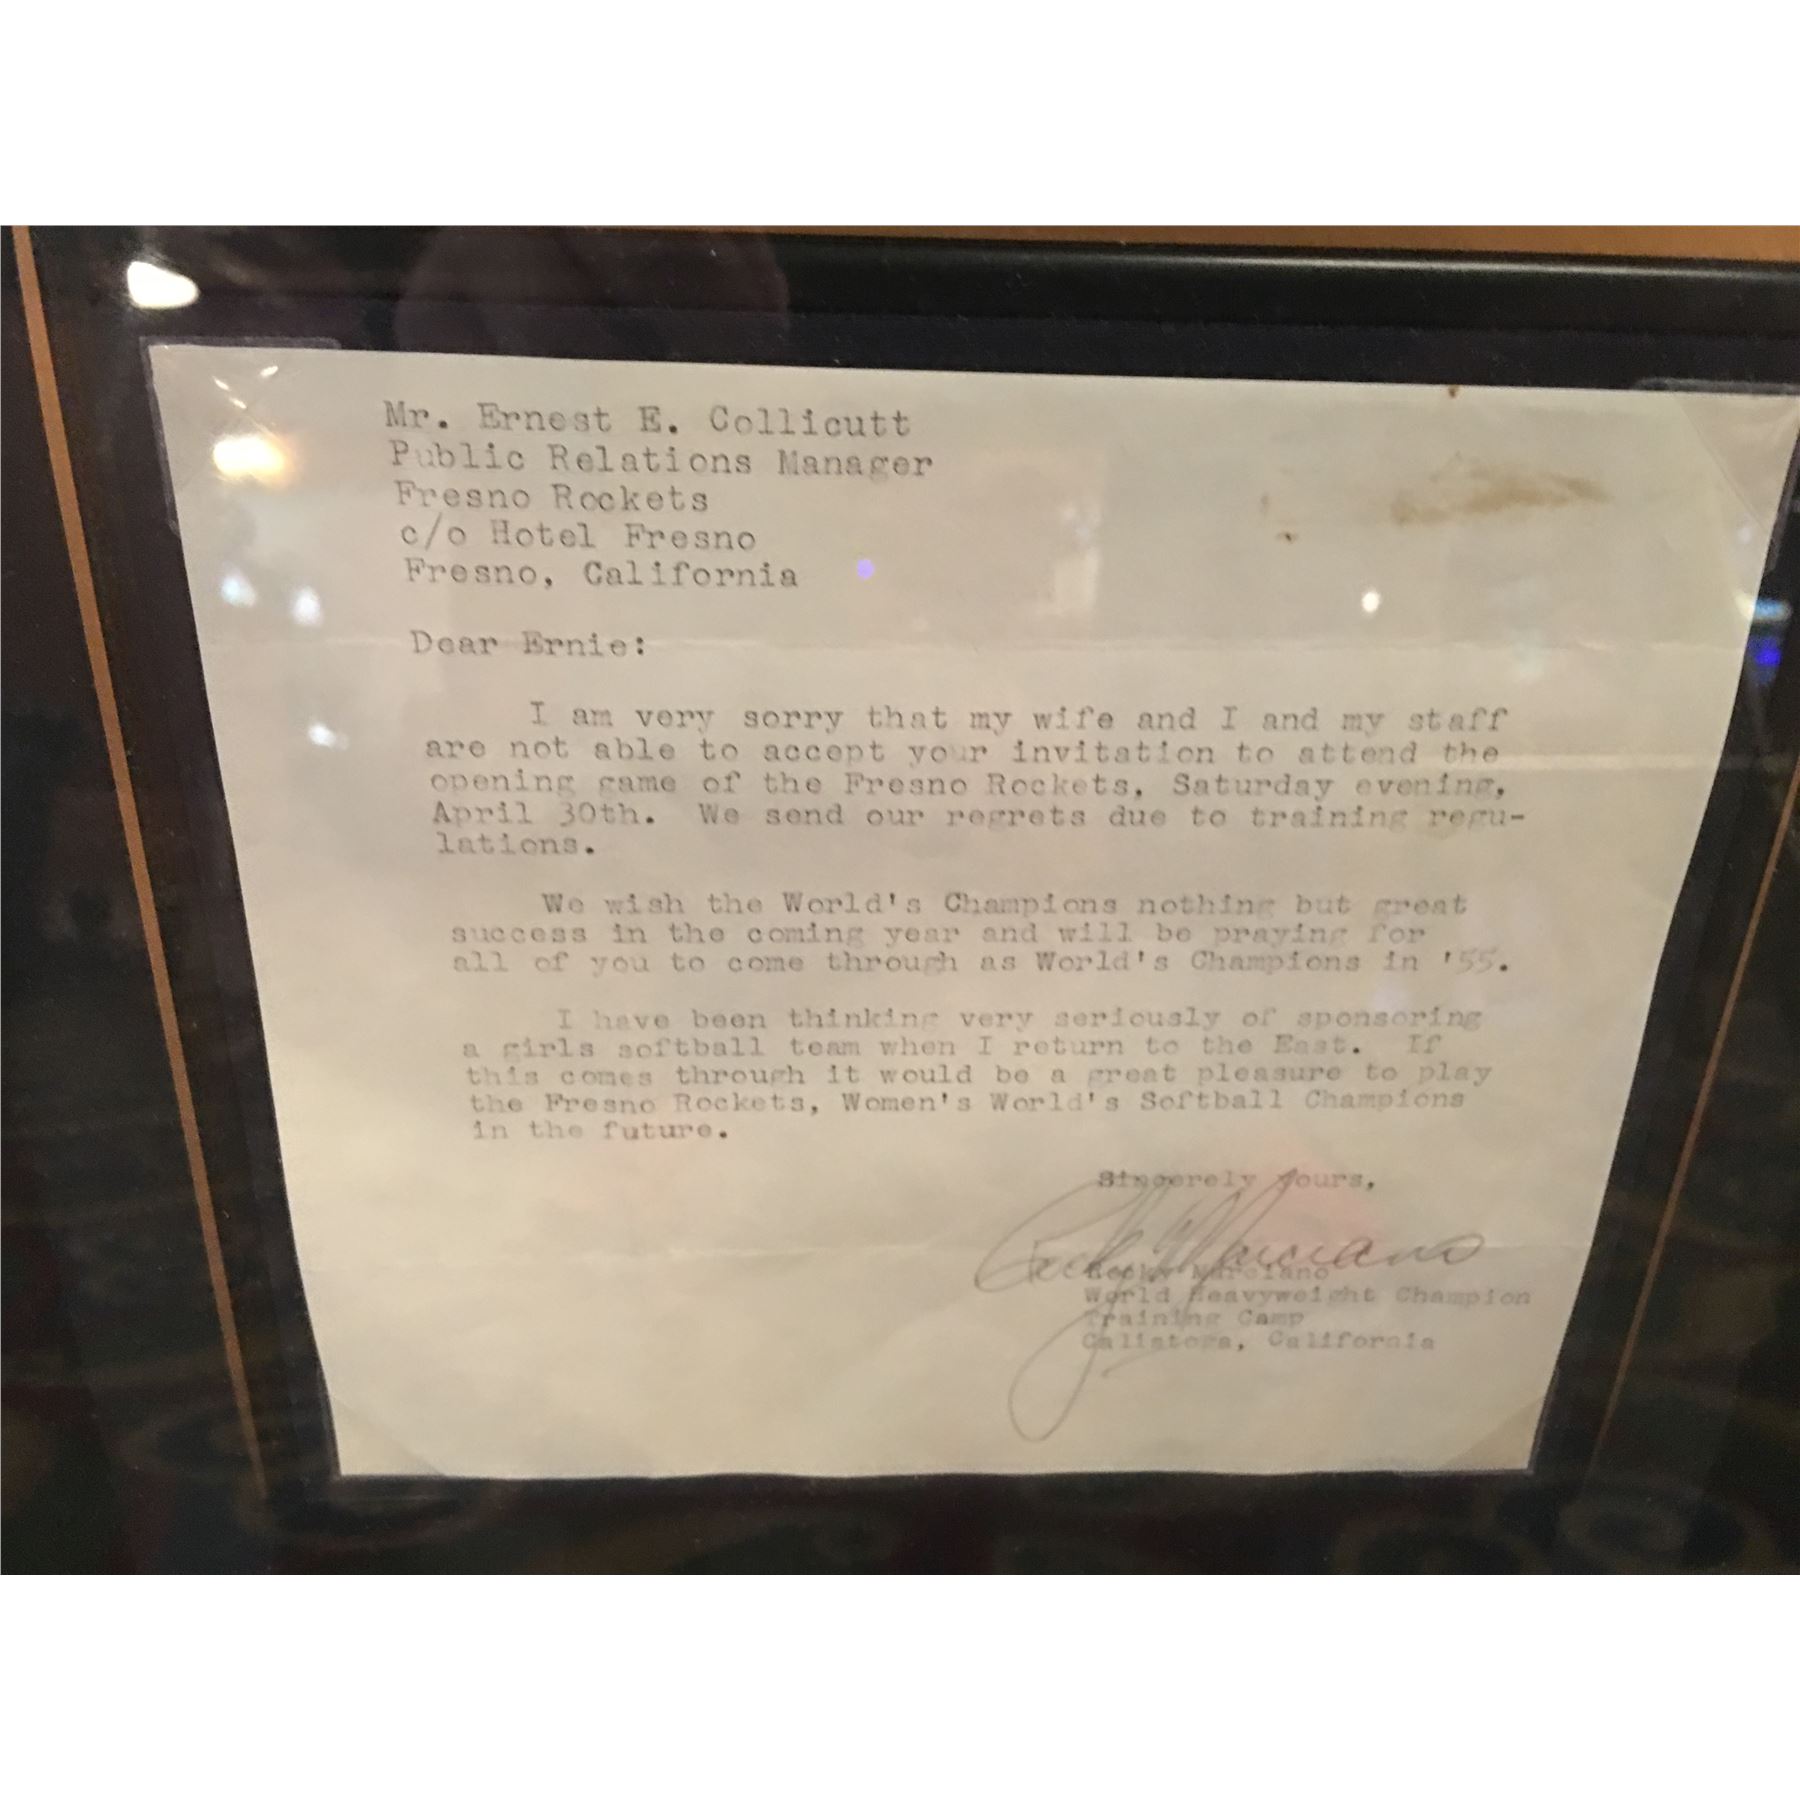 Mr. Ernest E. Collicutt
Public Relations Manager
Fresno Rockets
c/o Hotel Fresno
Fresno, California
Dear Ernie:
I am very sorry that my wife and I and my staff
are not able to accept your invitation to attend the
opening game of the Fresno Rockets, Saturday evening,
April 30th. We send our regrets due to training regu-
lations.
We wish the World's Champions nothing but great
success in the coming year and will be praying for
all of you to come through as World's Champions in '55.
I have been thinking very seriously of sponsoring
a girls softball team when I return to the East. If
this comes through it would be a great pleasure to play
the Fresno Rockets, Women's World's Softball Champions
in the future.
Sincerely yours,
Rocky Marciano
Rocky Marciano
World Heavyweight Champion
Training Camp
Calistoga, California